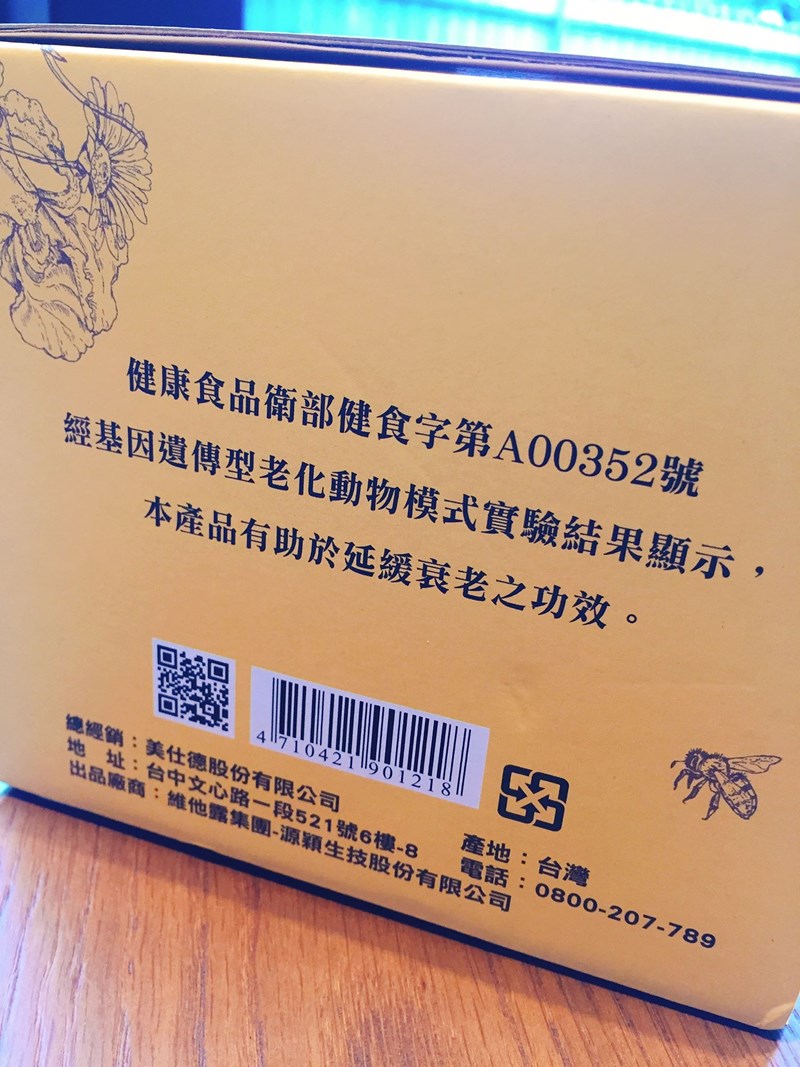 健康食品衛部健食字第A00352號
經基因遺傳型老化動物模式實驗結果顯示，
本產品有助於延緩衰老之功效。
4 710421 901218
總經銷：美仕德股份有限公司
地　址：台中文心路一段521號6樓-8
出品廠商：維他露集團-源穎生技股份有限公司
產地：台灣
電話：0800-207-789